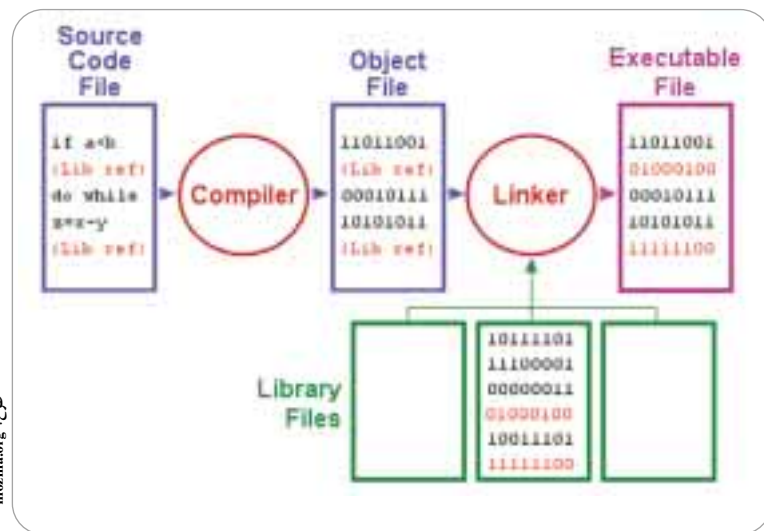 Source
Code
File
if a<b
(Lib ref)
do while
(Lib ref)
Compiler
Object
File
11011001
(Lib ref)
00010111
10101011
(Lib ref)
Linker
Executable
File
11011001
01000100
00010111
10101011
11111100
Library
Files
10111101
11100001
00000011
01000100
10011101
11111100